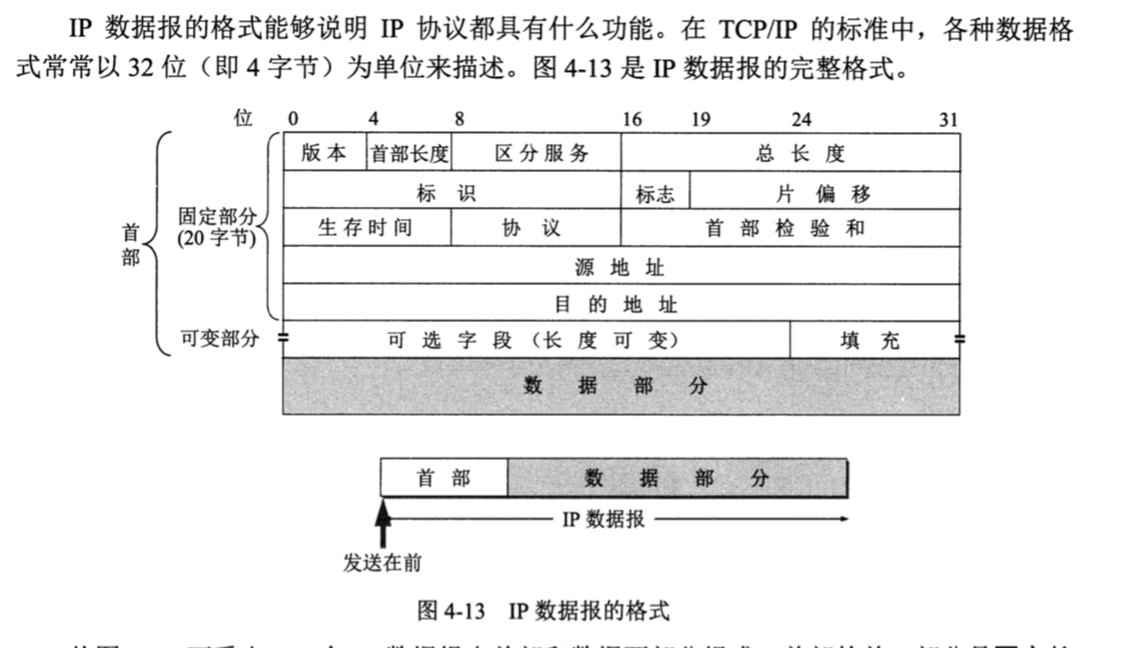 IP 数据报的格式能够说明 IP 协议都具有什么功能。在 TCP/IP 的标准中，各种数据格
式常常以 32 位（即 4 字节）为单位来描述。图 4-13 是 IP 数据报的完整格式。
位 0 4 8 16 19 24 31
版本 首部长度 区分服务 总长度
标识 标志 片偏移
首部
固定部分
(20 字节)
生存时间 协议 首部检验和
源地址
目的地址
可变部分 可选字段（长度可变） 填充
数据部分
首部 数据部分
IP 数据报
发送在前
图 4-13 IP 数据报的格式